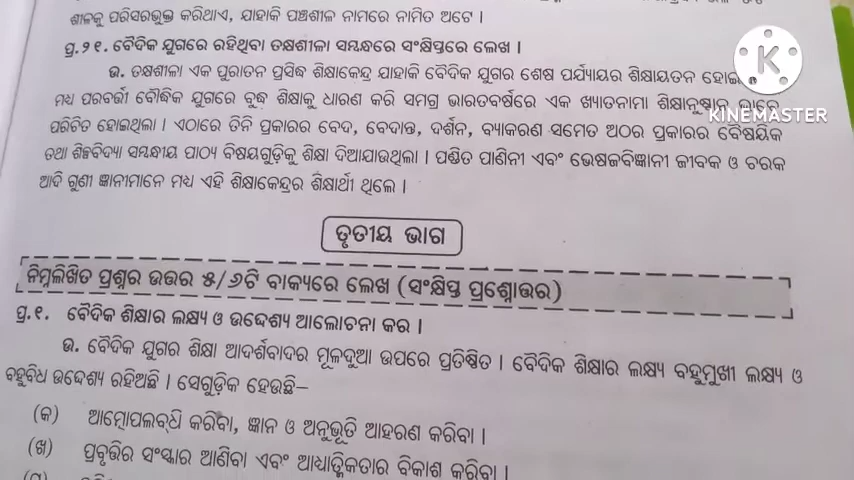 ଶୀଳକୁ ପରିସରଭୁକ୍ତ କରିଥାଏ, ଯାହାକି ପଞ୍ଚଶୀଳ ନାମରେ ନାମିତ ଅଟେ ।
ପ୍ର.୨୧. ବୈଦିକ ଯୁଗରେ ରହିଥିବା ତକ୍ଷଶୀଳା ସମ୍ବନ୍ଧରେ ସଂକ୍ଷିପ୍ତରେ ଲେଖ ।
ଉ. ତକ୍ଷଶୀଳା ଏକ ପୁରାତନ ପ୍ରସିଦ୍ଧ ଶିକ୍ଷାକେନ୍ଦ୍ର ଯାହାକି ବୈଦିକ ଯୁଗର ଶେଷ ପର୍ଯ୍ୟାୟର ଶିକ୍ଷାୟତନ
KINEMASTER
ମଧ୍ୟ ପରବର୍ତ୍ତୀ ବୌଦ୍ଧିକ ଯୁଗରେ ବୁଦ୍ଧ ଶିକ୍ଷାକୁ ଧାରଣ କରି ସମଗ୍ର ଭାରତବର୍ଷରେ ଏକ ଖ୍ୟାତନାମା ଶିକ୍ଷାନୁଷ୍ଠାନ ଭାବେ
ପରିଚିତ ହୋଇଥିଲା । ଏଠାରେ ତିନି ପ୍ରକାରର ବେଦ, ବେଦାନ୍ତ, ଦର୍ଶନ, ବ୍ୟାକରଣ ସମେତ ଅଠର ପ୍ରକାରର ବୈଷୟିକ
ତଥା ଶିଳ୍ପବିଦ୍ୟା ସମ୍ବନ୍ଧୀୟ ପାଠ୍ୟ ବିଷୟଗୁଡ଼ିକୁ ଶିକ୍ଷା ଦିଆଯାଉଥିଲା । ପଣ୍ଡିତ ପାଣିନୀ ଏବଂ ଭେଷଜବିଜ୍ଞାନୀ ଜୀବକ ଓ ଚରକ
ଆଦି ଗୁଣୀ ଜ୍ଞାନୀମାନେ ମଧ୍ୟ ଏହି ଶିକ୍ଷାକେନ୍ଦ୍ରର ଶିକ୍ଷାର୍ଥୀ ଥିଲେ ।
ତୃତୀୟ ଭାଗ
ନିମ୍ନଲିଖିତ ପ୍ରଶ୍ନର ଉତ୍ତର ୫/୬ଟି ବାକ୍ୟରେ ଲେଖ (ସଂକ୍ଷିପ୍ତ ପ୍ରଶ୍ନୋତ୍ତର)
ପ୍ର.୧. ବୈଦିକ ଶିକ୍ଷାର ଲକ୍ଷ୍ୟ ଓ ଉଦ୍ଦେଶ୍ୟ ଆଲୋଚନା କର ।
ଉ. ବୈଦିକ ଯୁଗର ଶିକ୍ଷା ଆଦର୍ଶବାଦର ମୂଳଦୁଆ ଉପରେ ପ୍ରତିଷ୍ଠିତ । ବୈଦିକ ଶିକ୍ଷାର ଲକ୍ଷ୍ୟ ବହୁମୁଖୀ ଲକ୍ଷ୍ୟ ଓ
ବହୁବିଧ ଉଦ୍ଦେଶ୍ୟ ରହିଅଛି । ସେଗୁଡ଼ିକ ହେଉଛି–
(କ) ଆତ୍ମୋପଲବ୍ଧି କରିବା, ଜ୍ଞାନ ଓ ଅନୁଭୂତି ଆହରଣ କରିବା ।
(ଖ) ପ୍ରବୃତ୍ତିର ସଂସ୍କାର ଆଣିବା ଏବଂ ଆଧ୍ୟାତ୍ମିକତାର ବିକାଶ କରିବା ।